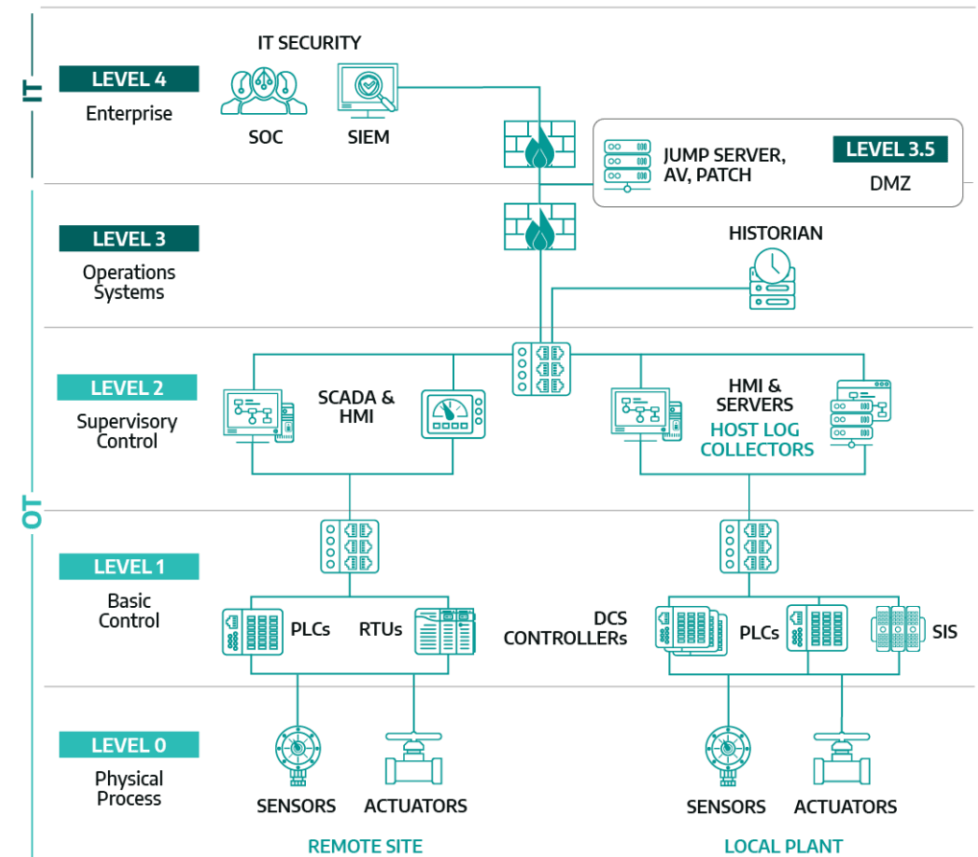 IT
LEVEL 4
Enterprise
IT SECURITY
SOC
SIEM
JUMP SERVER,
AV, PATCH
LEVEL 3.5
DMZ
OT
LEVEL 3
Operations
Systems
HISTORIAN
LEVEL 2
Supervisory
Control
SCADA &
HMI
HMI &
SERVERS
HOST LOG
COLLECTORS
LEVEL 1
Basic
Control
PLCs
RTUs
DCS
CONTROLLERs
PLCs
SIS
LEVEL 0
Physical
Process
SENSORS
ACTUATORS
SENSORS
ACTUATORS
REMOTE SITE
LOCAL PLANT